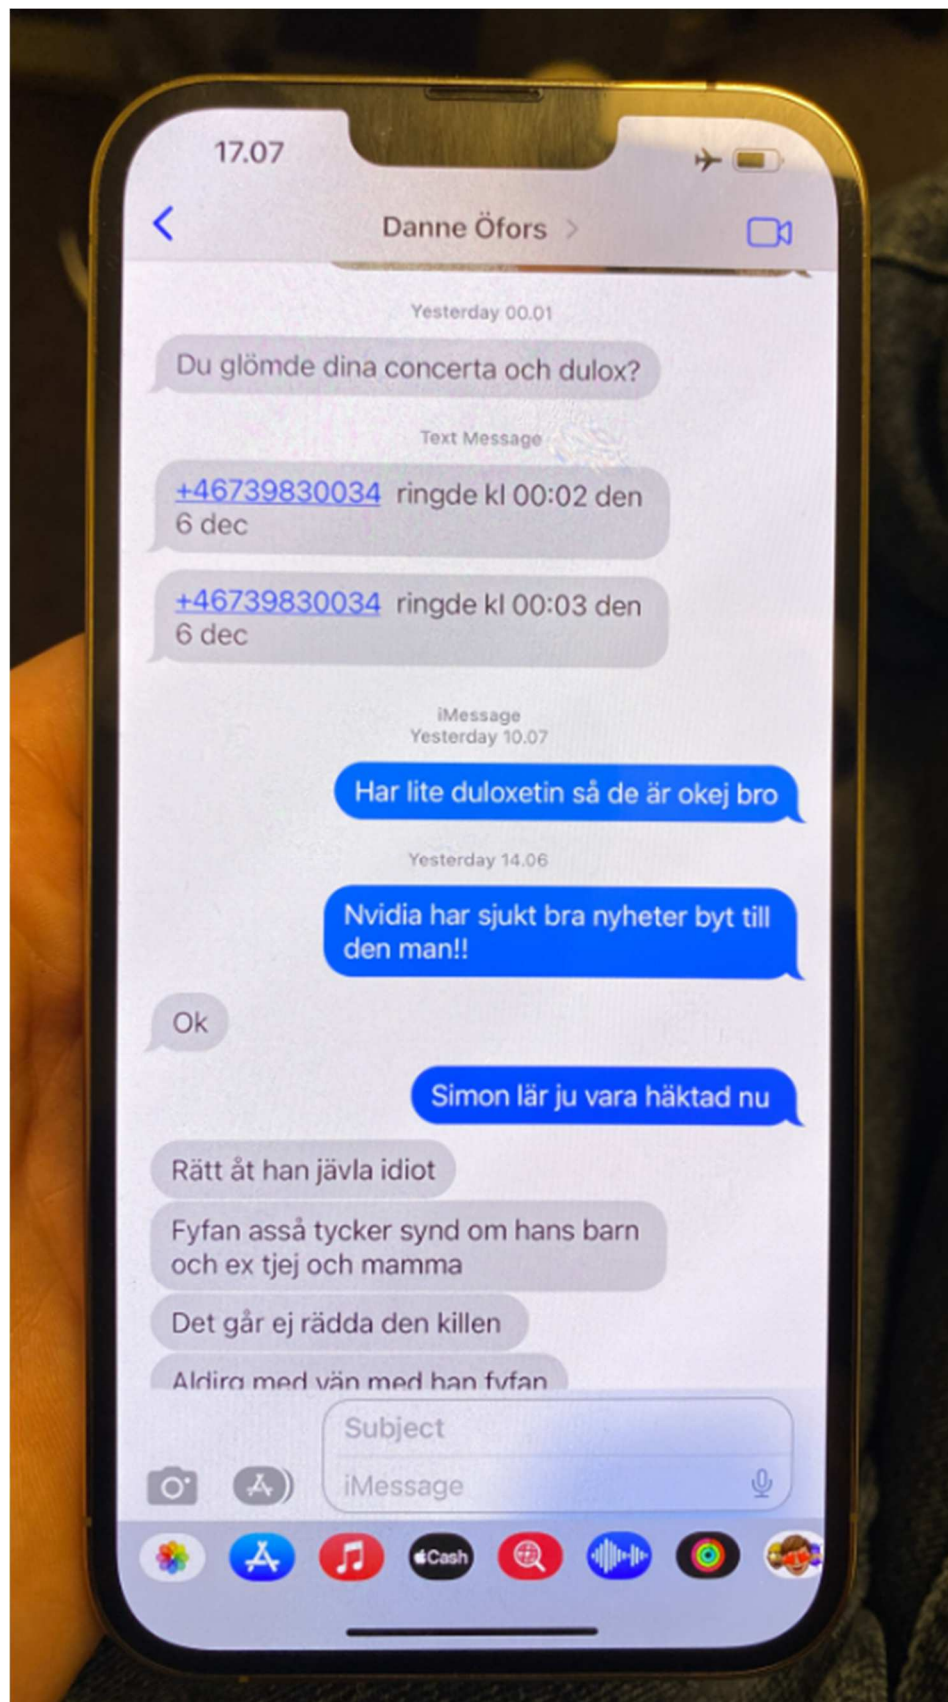 17.07
Danne Öfors
Yesterday 00.01
Du glömde dina concerta och dulox?
Text Message
+46739830034 ringde kl 00:02 den
6 dec
+46739830034 ringde kl 00:03 den
6 dec
iMessage
Yesterday 10.07
Har lite duloxetin så de är okej bro
Yesterday 14.06
Nvidia har sjukt bra nyheter byt till
den man!!
Ok
Simon lär ju vara häktad nu
Rätt åt han jävla idiot
Fyfan asså tycker synd om hans barn
och ex tjej och mamma
Det går ej rädda den killen
Aldirg med vän med han fyfan
Subject
iMessage
Cash